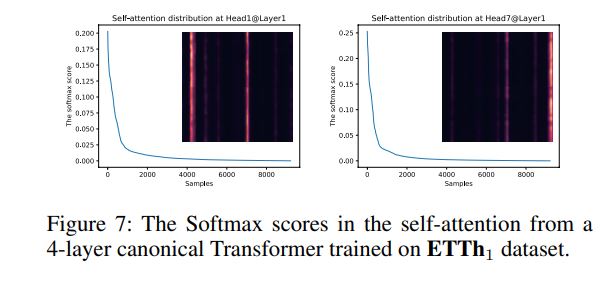 Self-attention distribution at Head1@Layer1
0.200
0.175
0.150
0.125
0.100
0.075
0.050
0.025
0.000
The softmax score
0 2000 4000 6000 8000
Samples
Self-attention distribution at Head7@Layer1
0.25
0.20
0.15
0.10
0.05
0.00
The softmax score
0 2000 4000 6000 8000
Samples
Figure 7: The Softmax scores in the self-attention from a
4-layer canonical Transformer trained on ETTh₁ dataset.